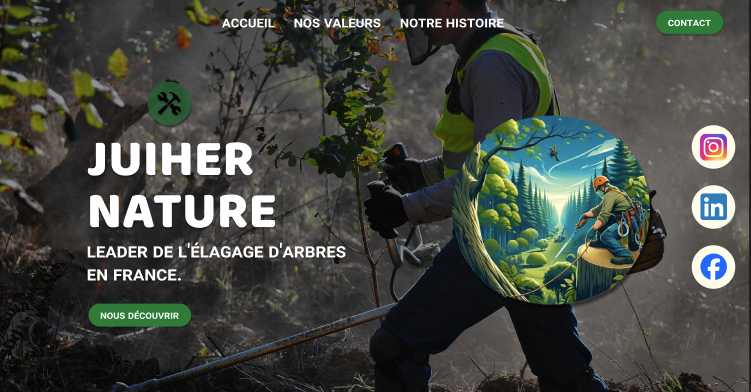 ACCUEIL NOS VALEURS NOTRE HISTOIRE CONTACT
JUIHER
NATURE
LEADER DE L'ÉLAGAGE D'ARBRES
EN FRANCE.
NOUS DÉCOUVRIR